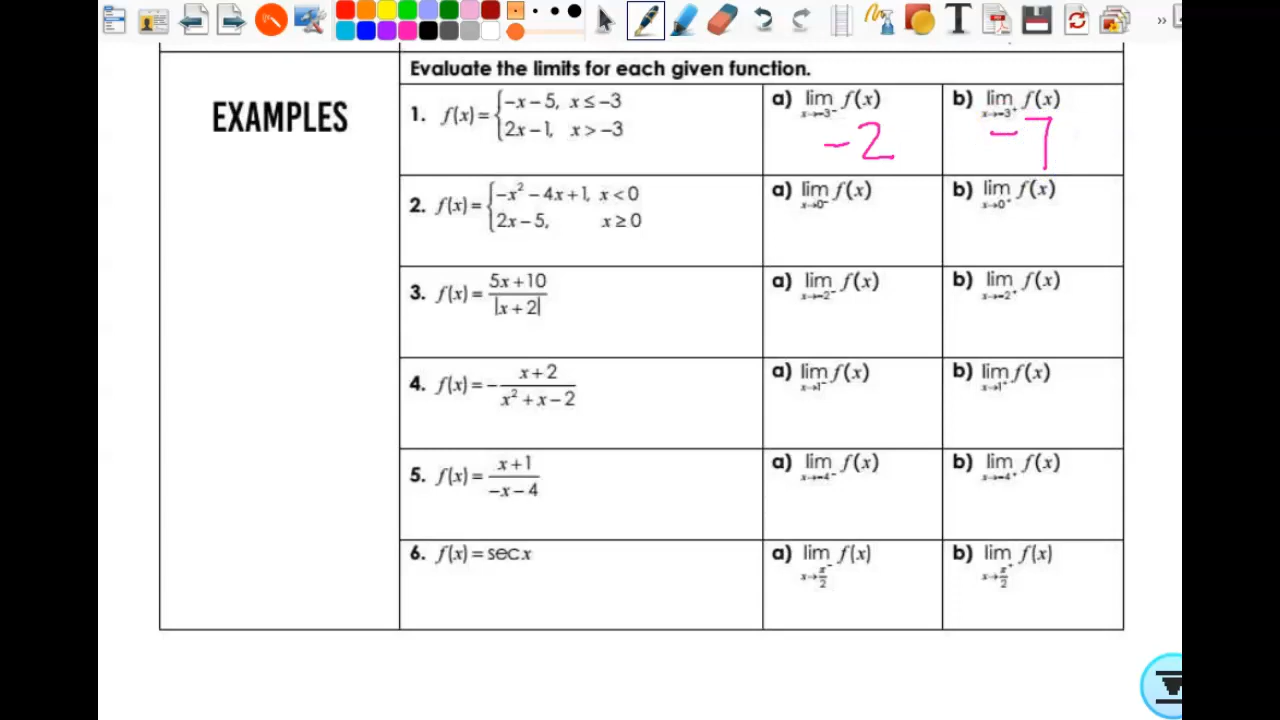 Evaluate the limits for each given function.
EXAMPLES
1. f(x) = { −x − 5, x ≤ −3
2x − 1, x > −3
a) lim x→−3⁻ f(x)
−2
b) lim x→−3⁺ f(x)
−7
2. f(x) = { −x² − 4x + 1, x < 0
2x − 5, x ≥ 0
a) lim x→0⁻ f(x)
b) lim x→0⁺ f(x)
3. f(x) = (5x + 10) / |x + 2|
a) lim x→−2⁻ f(x)
b) lim x→−2⁺ f(x)
4. f(x) = − (x + 2) / (x² + x − 2)
a) lim x→1⁻ f(x)
b) lim x→1⁺ f(x)
5. f(x) = (x + 1) / (−x − 4)
a) lim x→−4⁻ f(x)
b) lim x→−4⁺ f(x)
6. f(x) = sec x
a) lim x→π/2⁻ f(x)
b) lim x→π/2⁺ f(x)